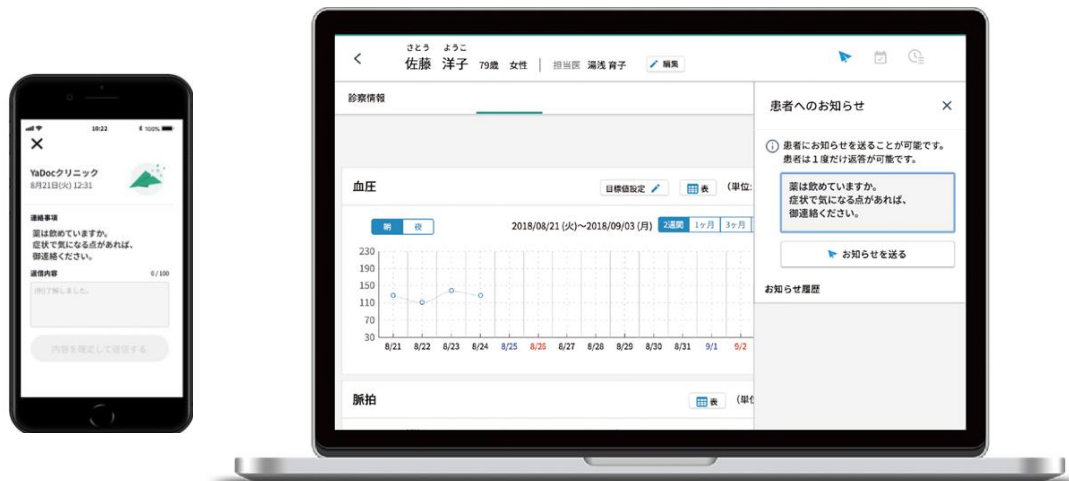 10:22
100%
YaDocクリニック
8月21日(火) 12:31
連絡事項
薬は飲めていますか。
症状で気になる点があれば、
御連絡ください。
返信内容 0/100
(例)了解しました。
内容を確定して送信する
さとう ようこ
佐藤 洋子 79歳 女性 | 担当医 湯浅 育子 編集
診察情報
血圧 目標値設定 表 (単位:
朝 夜 2018/08/21 (火)〜2018/09/03 (月) 2週間 1ヶ月 3ヶ月
230
190
150
110
70
30
8/21 8/22 8/23 8/24 8/25 8/26 8/27 8/28 8/29 8/30 8/31 9/1 9/2
脈拍 表 (単位
患者へのお知らせ
患者にお知らせを送ることが可能です。
患者は1度だけ返答が可能です。
薬は飲めていますか。
症状で気になる点があれば、
御連絡ください。
お知らせを送る
お知らせ履歴